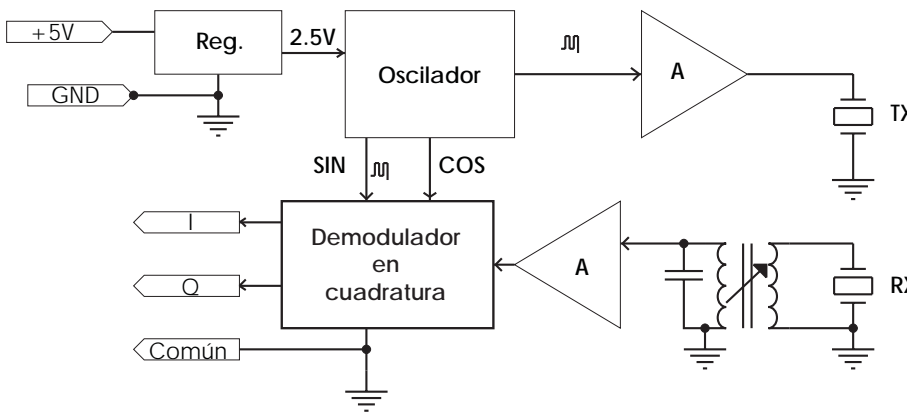 +5V
Reg.
2.5V
Oscilador
A
GND
TX
SIN
COS
I
Demodulador
en
cuadratura
A
Q
RX
Común